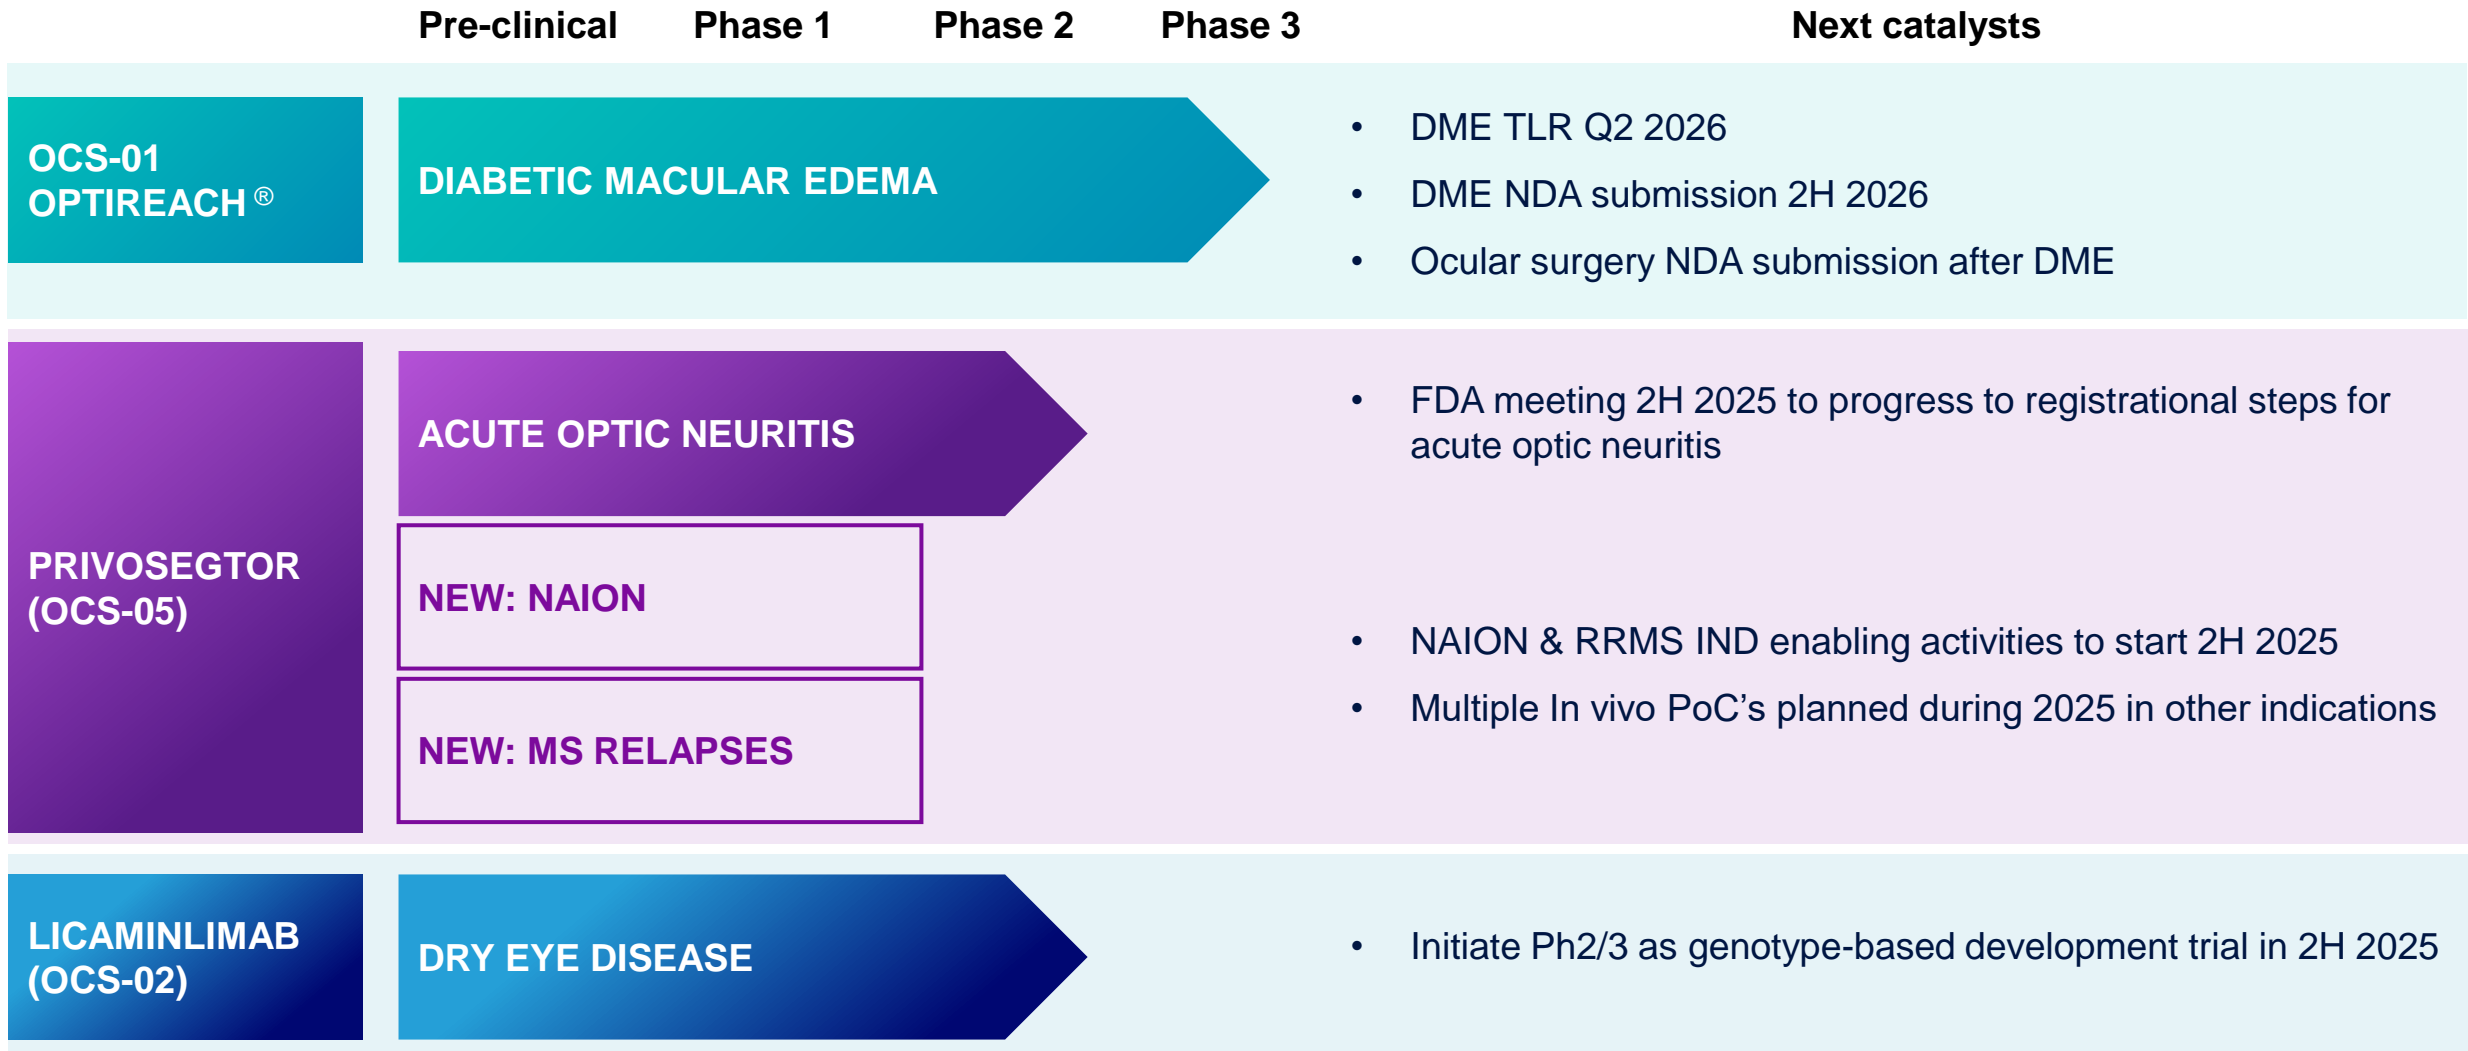 Pre-clinical Phase 1 Phase 2 Phase 3 Next catalysts
OCS-01
OPTIREACH ®
DIABETIC MACULAR EDEMA
• DME TLR Q2 2026
• DME NDA submission 2H 2026
• Ocular surgery NDA submission after DME
PRIVOSEGTOR
(OCS-05)
ACUTE OPTIC NEURITIS
NEW: NAION
NEW: MS RELAPSES
• FDA meeting 2H 2025 to progress to registrational steps for
acute optic neuritis
• NAION & RRMS IND enabling activities to start 2H 2025
• Multiple In vivo PoC’s planned during 2025 in other indications
LICAMINLIMAB
(OCS-02)
DRY EYE DISEASE
• Initiate Ph2/3 as genotype-based development trial in 2H 2025